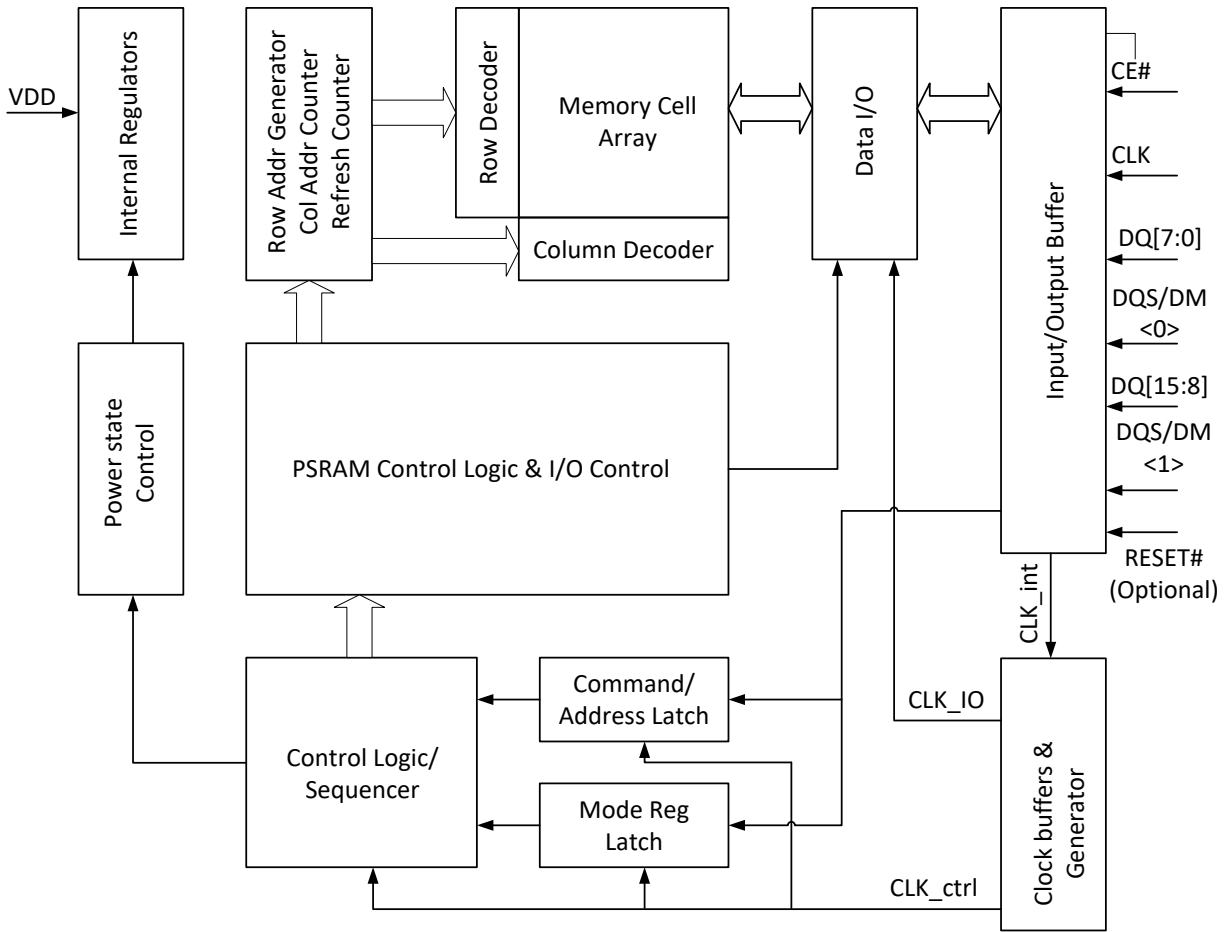 VDD
Internal Regulators
Row Addr Generator
Col Addr Counter
Refresh Counter
Row Decoder
Memory Cell
Array
Column Decoder
Data I/O
Input/Output Buffer
CE#
CLK
DQ[7:0]
DQS/DM
<0>
DQ[15:8]
DQS/DM
<1>
RESET#
(Optional)
Power state
Control
PSRAM Control Logic & I/O Control
CLK_int
Control Logic/
Sequencer
Command/
Address Latch
Mode Reg
Latch
CLK_IO
CLK_ctrl
Clock buffers &
Generator